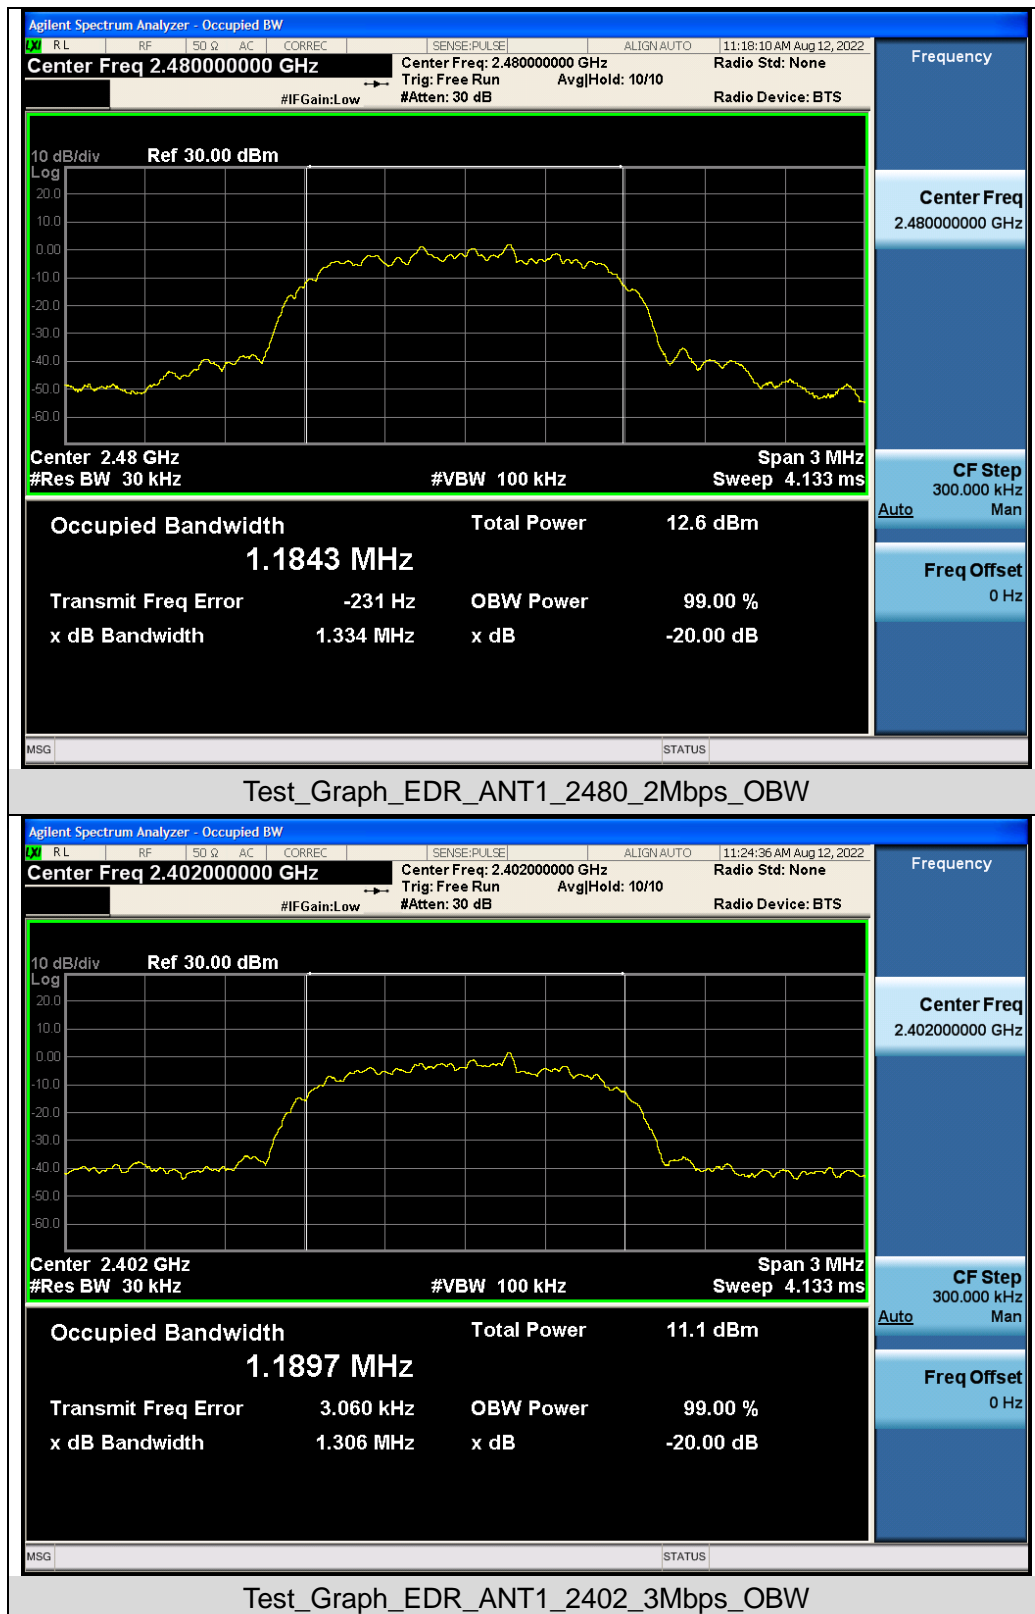 Agilent Spectrum Analyzer - Occupied BW
LXI RL RF 50 Ω AC CORREC SENSE:PULSE ALIGN AUTO 11:18:10 AM Aug 12, 2022
Center Freq 2.480000000 GHz Center Freq: 2.480000000 GHz Radio Std: None
Trig: Free Run Avg|Hold: 10/10
#IFGain:Low #Atten: 30 dB Radio Device: BTS
10 dB/div Ref 30.00 dBm
Log
20.0
10.0
0.00
-10.0
-20.0
-30.0
-40.0
-50.0
-60.0
Center 2.48 GHz Span 3 MHz
#Res BW 30 kHz #VBW 100 kHz Sweep 4.133 ms
Occupied Bandwidth Total Power 12.6 dBm
1.1843 MHz
Transmit Freq Error -231 Hz OBW Power 99.00 %
x dB Bandwidth 1.334 MHz x dB -20.00 dB
MSG STATUS
Frequency
Center Freq
2.480000000 GHz
CF Step
300.000 kHz
Auto Man
Freq Offset
0 Hz
Test_Graph_EDR_ANT1_2480_2Mbps_OBW
Agilent Spectrum Analyzer - Occupied BW
LXI RL RF 50 Ω AC CORREC SENSE:PULSE ALIGN AUTO 11:24:36 AM Aug 12, 2022
Center Freq 2.402000000 GHz Center Freq: 2.402000000 GHz Radio Std: None
Trig: Free Run Avg|Hold: 10/10
#IFGain:Low #Atten: 30 dB Radio Device: BTS
10 dB/div Ref 30.00 dBm
Log
20.0
10.0
0.00
-10.0
-20.0
-30.0
-40.0
-50.0
-60.0
Center 2.402 GHz Span 3 MHz
#Res BW 30 kHz #VBW 100 kHz Sweep 4.133 ms
Occupied Bandwidth Total Power 11.1 dBm
1.1897 MHz
Transmit Freq Error 3.060 kHz OBW Power 99.00 %
x dB Bandwidth 1.306 MHz x dB -20.00 dB
MSG STATUS
Frequency
Center Freq
2.402000000 GHz
CF Step
300.000 kHz
Auto Man
Freq Offset
0 Hz
Test_Graph_EDR_ANT1_2402_3Mbps_OBW